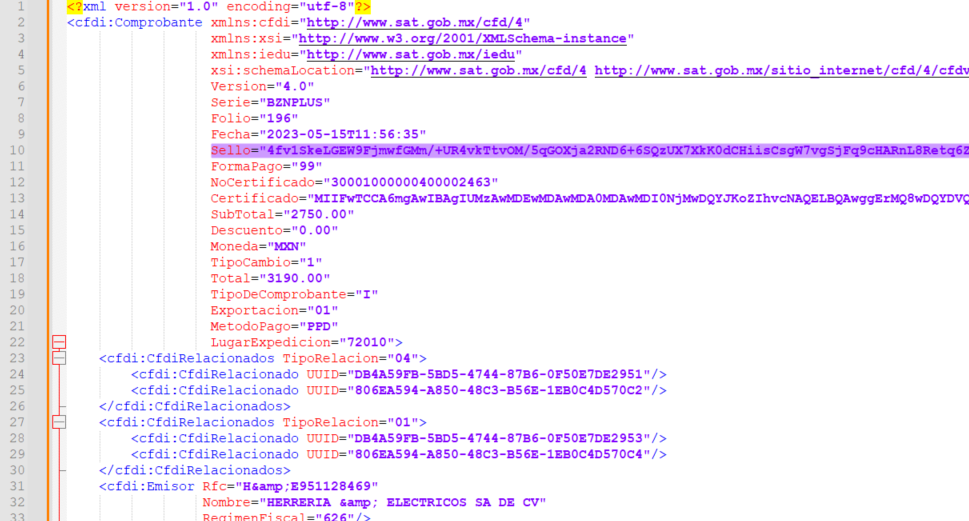 1 <?xml version="1.0" encoding="utf-8"?>
2 <cfdi:Comprobante xmlns:cfdi="http://www.sat.gob.mx/cfd/4"
3 xmlns:xsi="http://www.w3.org/2001/XMLSchema-instance"
4 xmlns:iedu="http://www.sat.gob.mx/iedu"
5 xsi:schemaLocation="http://www.sat.gob.mx/cfd/4 http://www.sat.gob.mx/sitio_internet/cfd/4/cfdv
6 Version="4.0"
7 Serie="BZNPLUS"
8 Folio="196"
9 Fecha="2023-05-15T11:56:35"
10 Sello="4fv1SkeLGEW9FjmwfGMm/+UR4vkTtvOM/5qGOXja2RND6+6SQzUX7XkK0dCHiisCsgW7vgSjFq9cHARnL8Retq6Z
11 FormaPago="99"
12 NoCertificado="30001000000400002463"
13 Certificado="MIIFwTCCA6mgAwIBAgIUMzAwMDEwMDAwMDA0MDAwMDI0NjMwDQYJKoZIhvcNAQELBQAwggErMQ8wDQYDVQ
14 SubTotal="2750.00"
15 Descuento="0.00"
16 Moneda="MXN"
17 TipoCambio="1"
18 Total="3190.00"
19 TipoDeComprobante="I"
20 Exportacion="01"
21 MetodoPago="PPD"
22 LugarExpedicion="72010">
23 <cfdi:CfdiRelacionados TipoRelacion="04">
24 <cfdi:CfdiRelacionado UUID="DB4A59FB-5BD5-4744-87B6-0F50E7DE2951"/>
25 <cfdi:CfdiRelacionado UUID="806EA594-A850-48C3-B56E-1EB0C4D570C2"/>
26 </cfdi:CfdiRelacionados>
27 <cfdi:CfdiRelacionados TipoRelacion="01">
28 <cfdi:CfdiRelacionado UUID="DB4A59FB-5BD5-4744-87B6-0F50E7DE2953"/>
29 <cfdi:CfdiRelacionado UUID="806EA594-A850-48C3-B56E-1EB0C4D570C4"/>
30 </cfdi:CfdiRelacionados>
31 <cfdi:Emisor Rfc="H&amp;E951128469"
32 Nombre="HERRERIA &amp; ELECTRICOS SA DE CV"
33 RegimenFiscal="626"/>